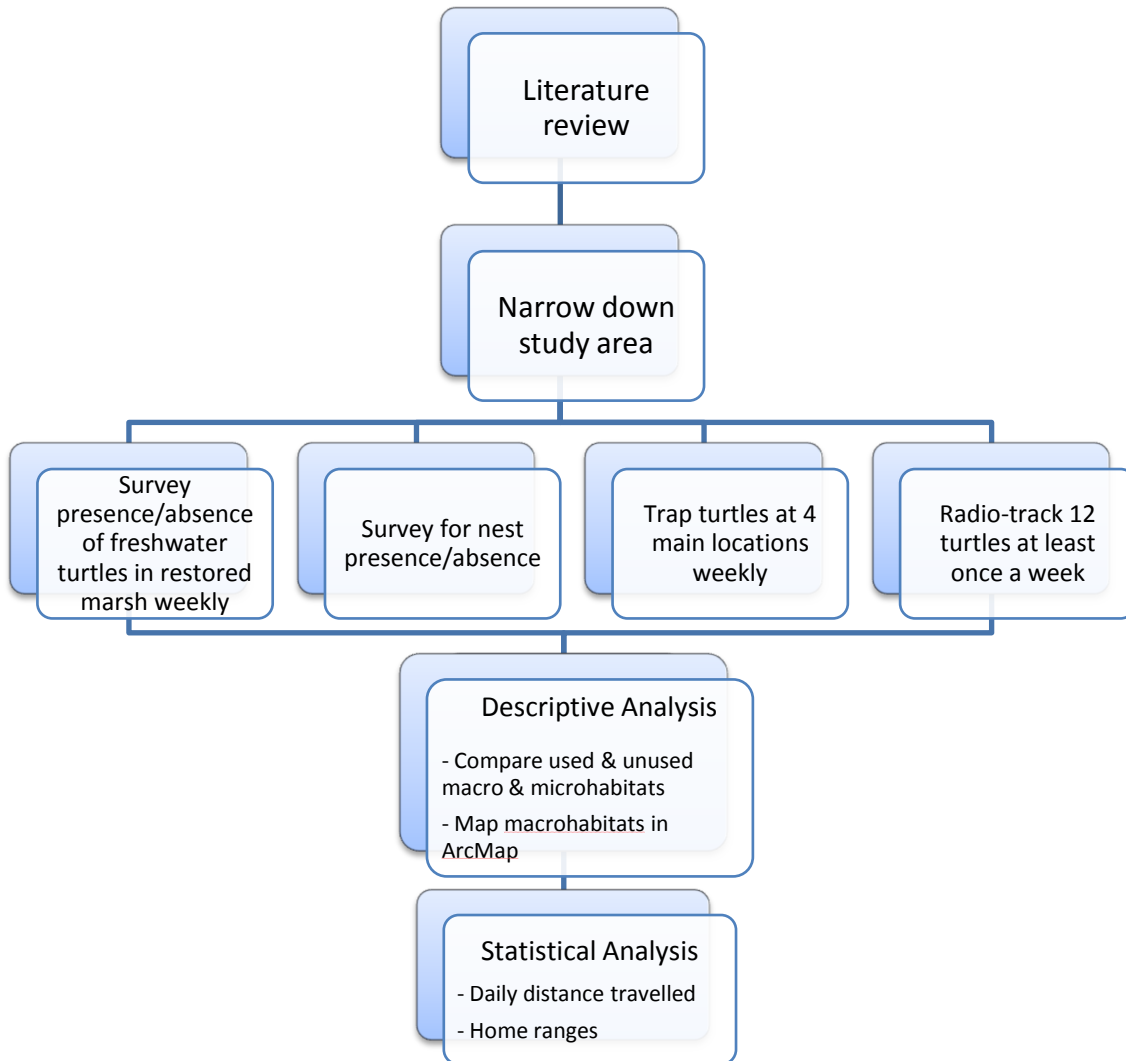 Literature
review
Narrow down
study area
Survey
presence/absence
of freshwater
turtles in restored
marsh weekly
Survey for nest
presence/absence
Trap turtles at 4
main locations
weekly
Radio-track 12
turtles at least
once a week
Descriptive Analysis
- Compare used & unused
macro & microhabitats
- Map macrohabitats in
ArcMap
Statistical Analysis
- Daily distance travelled
- Home ranges